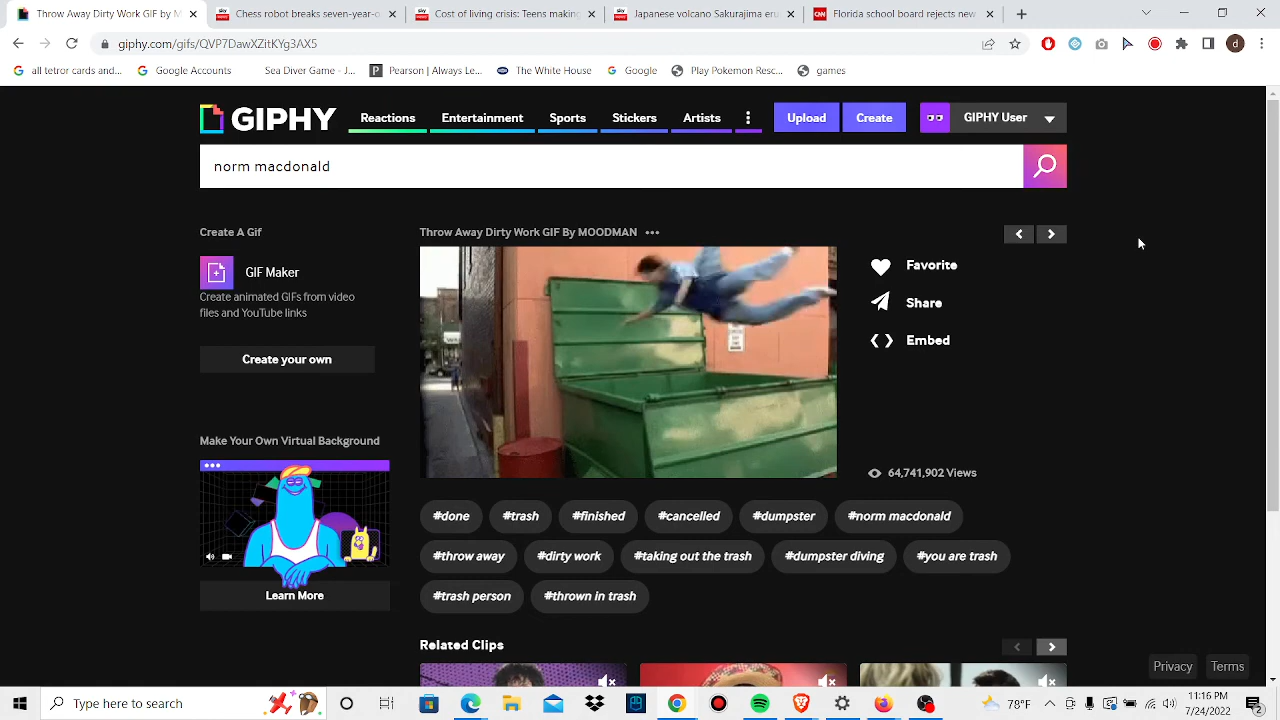 Throw Away Dirty Work GIF by M
Chess robot breaks seven-year-o
Cost of living crisis: Teenskaking
Japanese volcano Sakurajima eru
Florida school board rejects new
giphy.com/gifs/QVP7DawXZitKYg3AX5
d
all tetror cards and...
Google Accounts
Sea Diver Game - J...
Pearson | Always Le...
The White House
Google
Play Pokemon Resc...
games
GIPHY
Reactions
Entertainment
Sports
Stickers
Artists
Upload
Create
GIPHY User
norm macdonald
Create A Gif
GIF Maker
Create animated GIFs from video
files and YouTube links
Create your own
Make Your Own Virtual Background
Learn More
Throw Away Dirty Work GIF By MOODMAN
Favorite
Share
Embed
64,741,902 Views
#done
#trash
#finished
#cancelled
#dumpster
#norm macdonald
#throw away
#dirty work
#taking out the trash
#dumpster diving
#you are trash
#trash person
#thrown in trash
Related Clips
Privacy
Terms
Type here to search
78°F
11:16 PM
7/24/2022
2